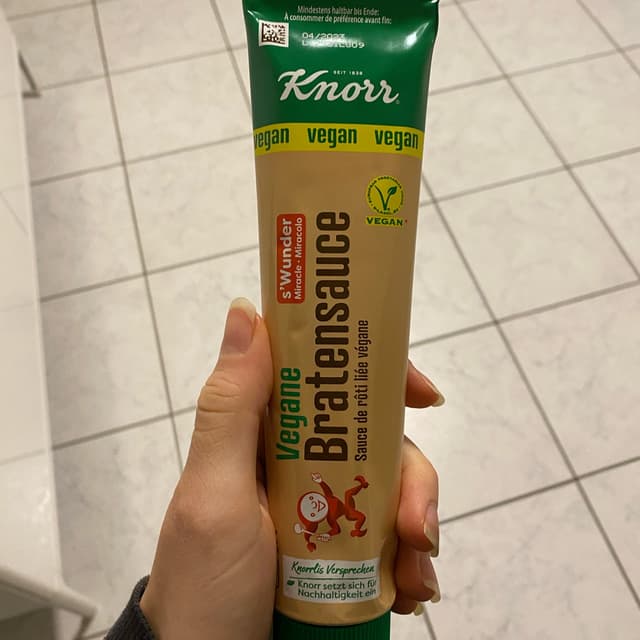 Mindestens haltbar bis Ende:
À consommer de préférence avant fin:
04/2023
SEIT 1838
Knorr
vegan vegan vegan
VEGAN
s'Wunder
Miracle · Miracolo
Vegane
Bratensauce
Sauce de rôti liée végane
Knorrlis Versprechen
Knorr setzt sich für
Nachhaltigkeit ein